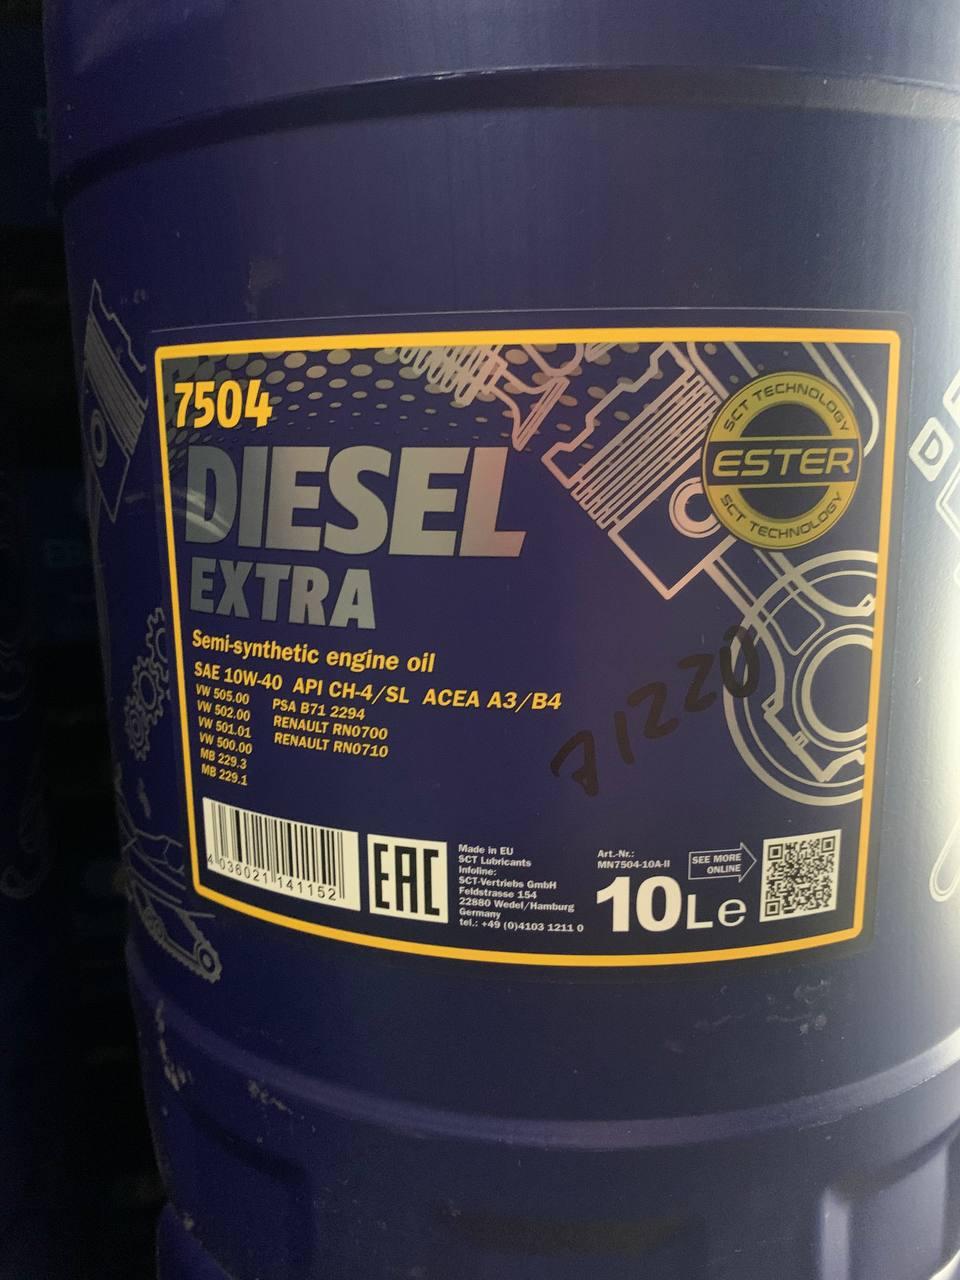 7504
DIESEL
EXTRA
SCT TECHNOLOGY
ESTER
SCT TECHNOLOGY
Semi-synthetic engine oil
SAE 10W-40 API CH-4/SL ACEA A3/B4
VW 505.00
VW 502.00
VW 501.01
VW 500.00
MB 229.3
MB 229.1
PSA B71 2294
RENAULT RN0700
RENAULT RN0710
71220
4 036021 141152
EAC
Made in EU
SCT Lubricants
Infoline:
SCT-Vertriebs GmbH
Feldstrasse 154
22880 Wedel/Hamburg
Germany
tel.: +49 (0)4103 1211 0
Art.-Nr.:
MN7504-10A-II
10Le
SEE MORE
ONLINE
D